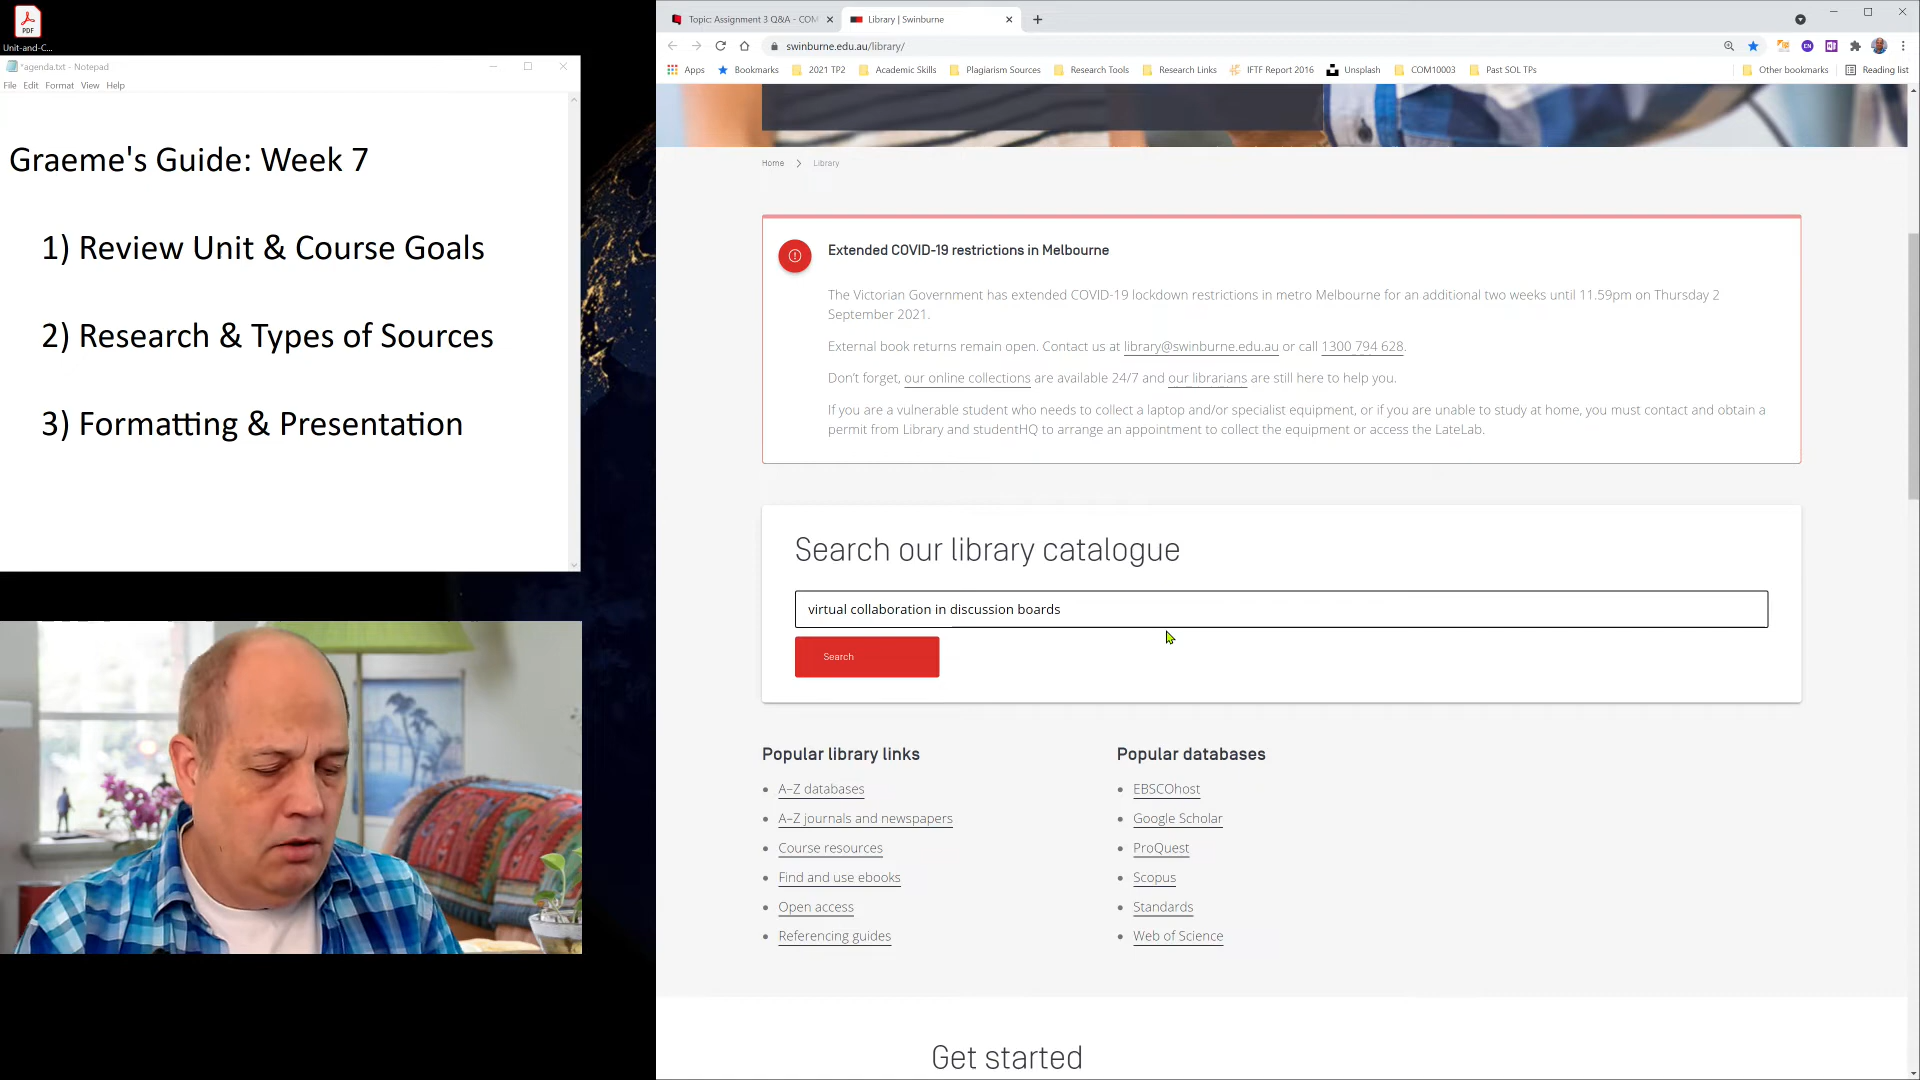 PDF
Unit-and-C...
*agenda.txt - Notepad
File Edit Format View Help
Graeme's Guide: Week 7
1) Review Unit & Course Goals
2) Research & Types of Sources
3) Formatting & Presentation
Topic: Assignment 3 Q&A - COM
Library | Swinburne
swinburne.edu.au/library/
Apps Bookmarks 2021 TP2 Academic Skills Plagiarism Sources Research Tools Research Links IFTF Report 2016 Unsplash COM10003 Past SOL TPs Other bookmarks Reading list
Home Library
Extended COVID-19 restrictions in Melbourne
The Victorian Government has extended COVID-19 lockdown restrictions in metro Melbourne for an additional two weeks until 11.59pm on Thursday 2
September 2021.
External book returns remain open. Contact us at library@swinburne.edu.au or call 1300 794 628.
Don't forget, our online collections are available 24/7 and our librarians are still here to help you.
If you are a vulnerable student who needs to collect a laptop and/or specialist equipment, or if you are unable to study at home, you must contact and obtain a
permit from Library and studentHQ to arrange an appointment to collect the equipment or access the LateLab.
Search our library catalogue
virtual collaboration in discussion boards
Search
Popular library links
A–Z databases
A–Z journals and newspapers
Course resources
Find and use ebooks
Open access
Referencing guides
Popular databases
EBSCOhost
Google Scholar
ProQuest
Scopus
Standards
Web of Science
Get started